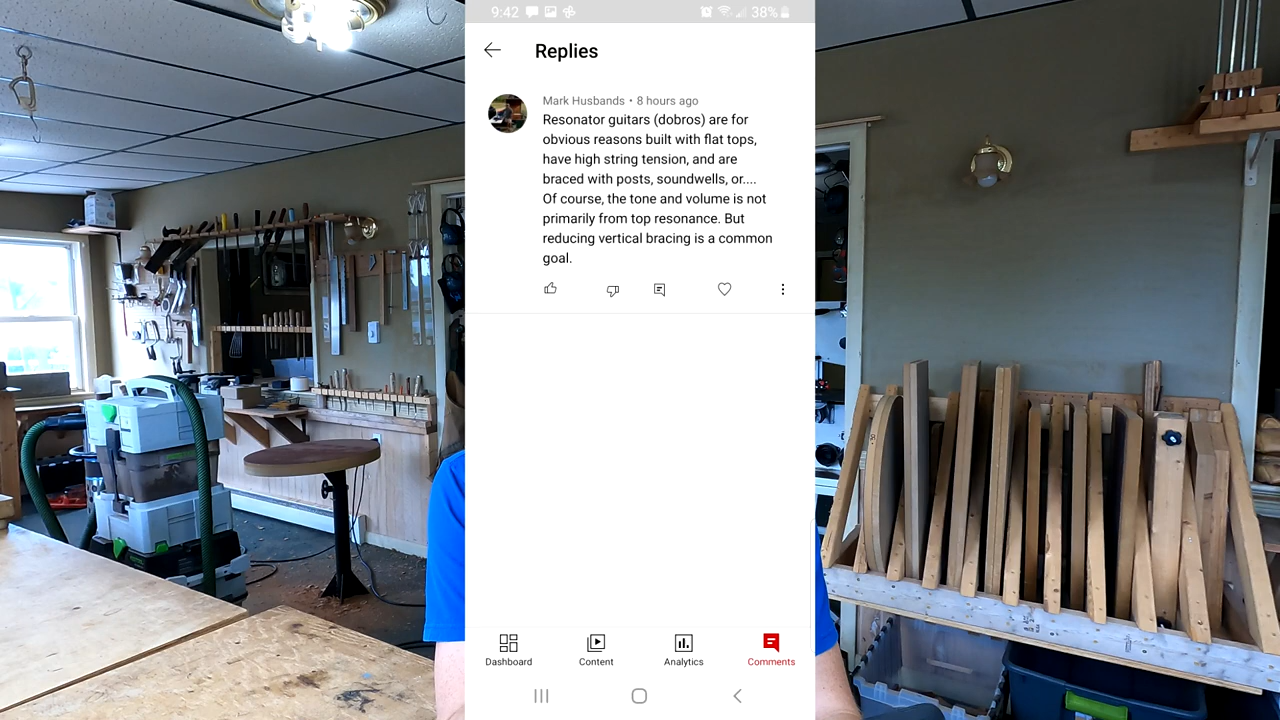 9:42
38%
Replies
Mark Husbands • 8 hours ago
Resonator guitars (dobros) are for
obvious reasons built with flat tops,
have high string tension, and are
braced with posts, soundwells, or....
Of course, the tone and volume is not
primarily from top resonance. But
reducing vertical bracing is a common
goal.
Dashboard
Content
Analytics
Comments